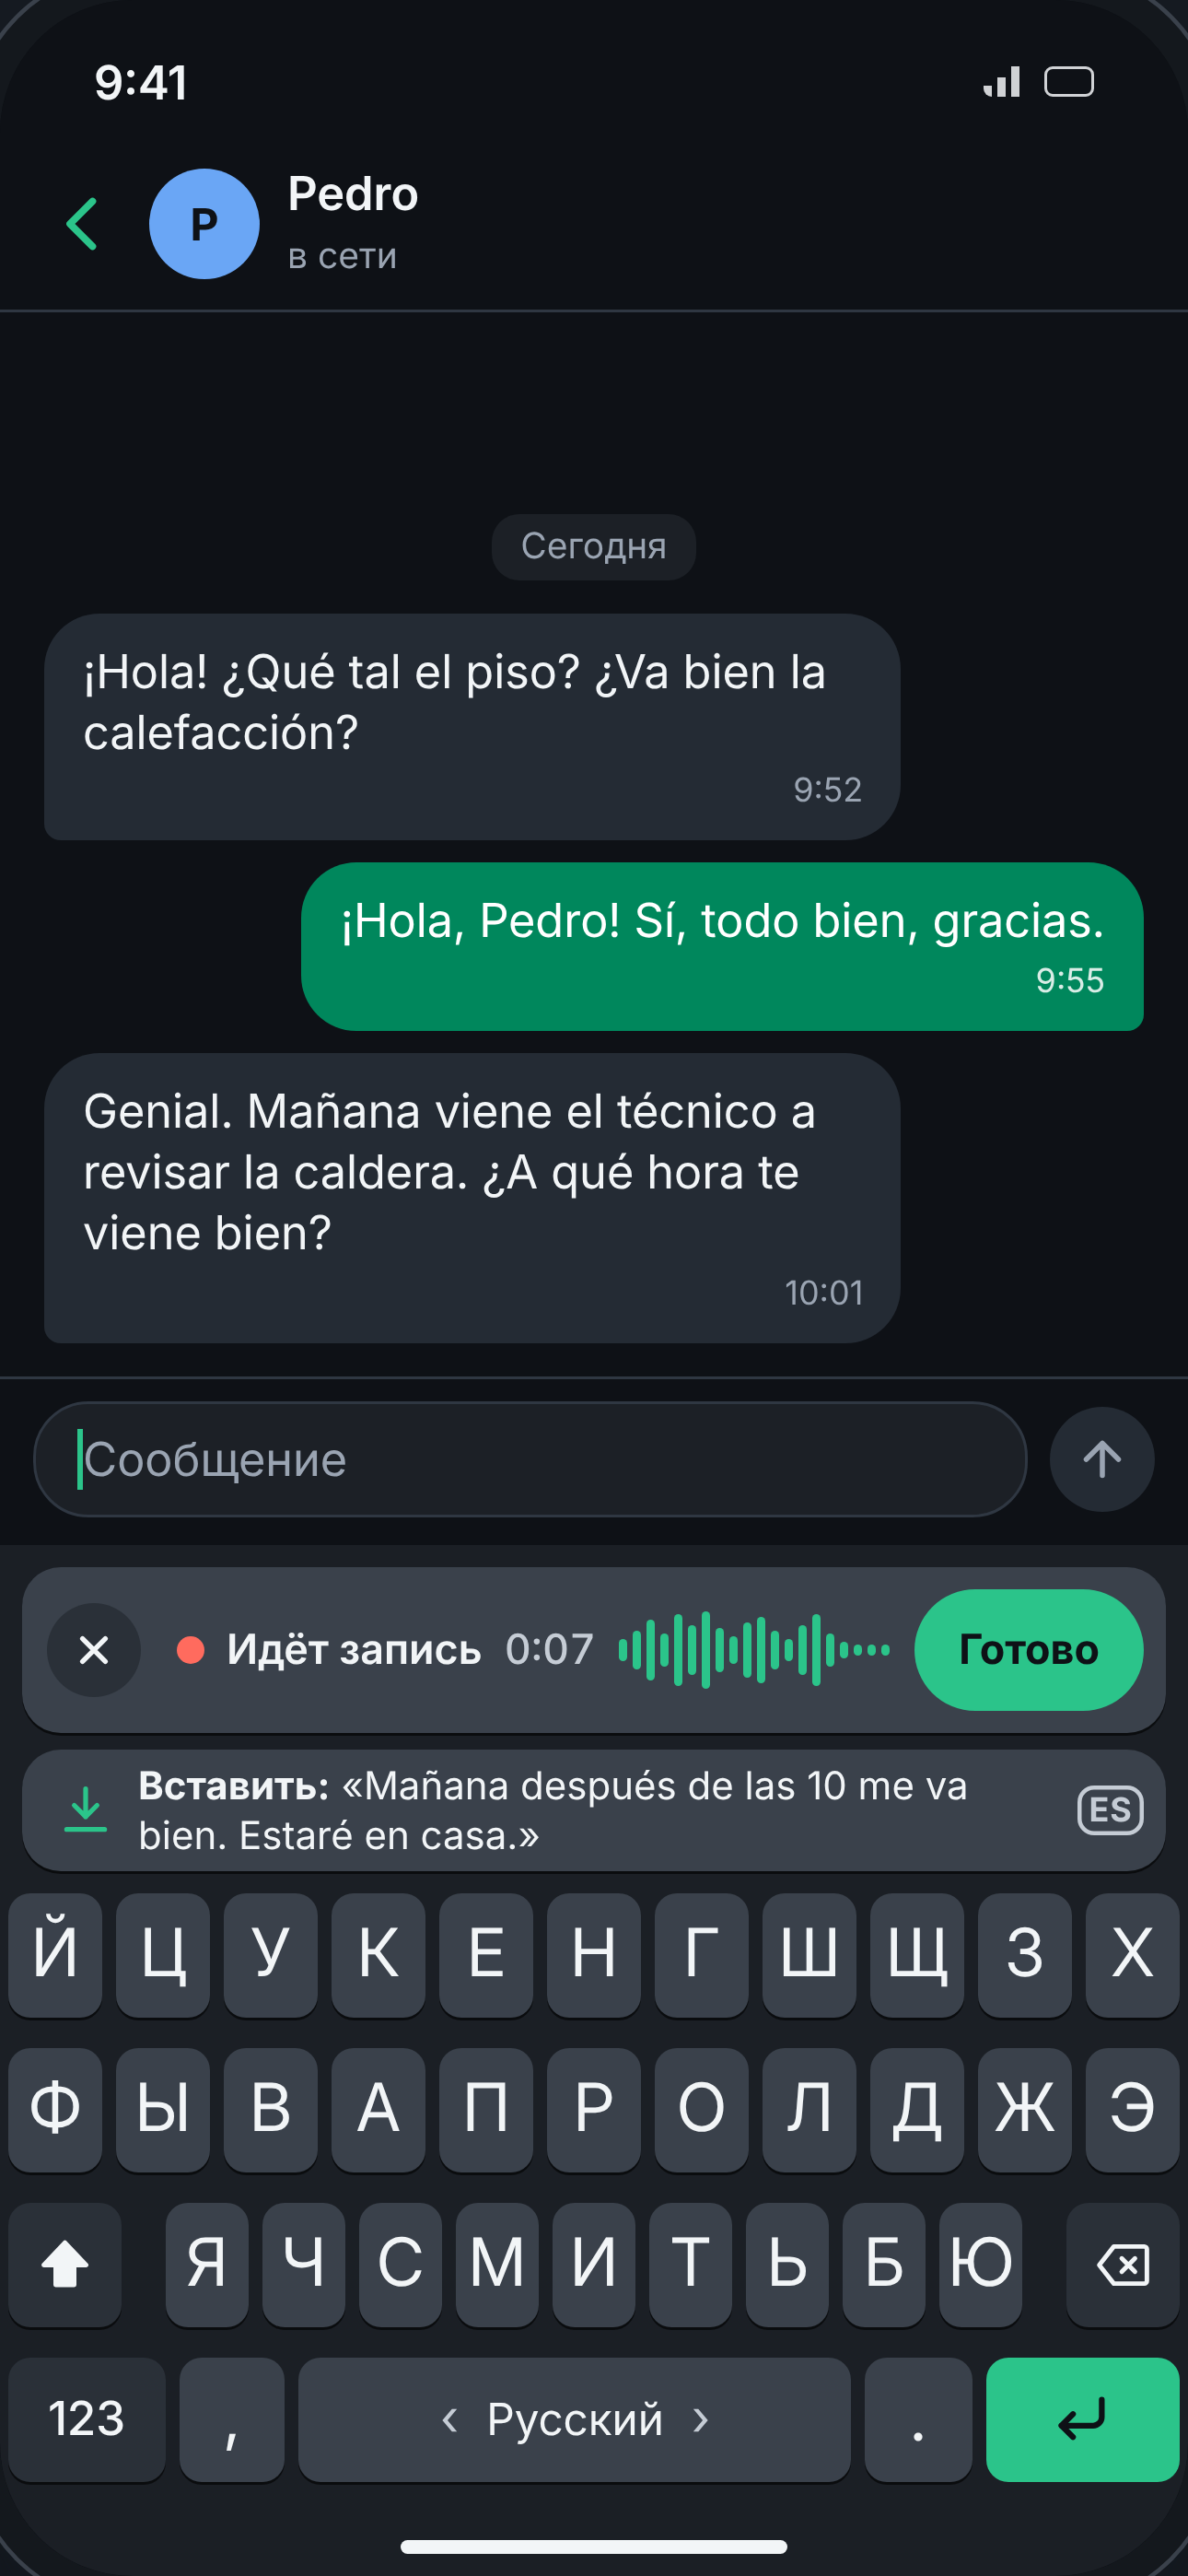 9:41
P
Pedro
в сети
Сегодня
¡Hola! ¿Qué tal el piso? ¿Va bien la
calefacción?
9:52
¡Hola, Pedro! Sí, todo bien, gracias.
9:55
Genial. Mañana viene el técnico a
revisar la caldera. ¿A qué hora te
viene bien?
10:01
Сообщение
Идёт запись 0:07 Готово
Вставить: «Mañana después de las 10 me va
bien. Estaré en casa.»
ES
Й Ц У К Е Н Г Ш Щ З Х
Ф Ы В А П Р О Л Д Ж Э
Я Ч С М И Т Ь Б Ю
123 , ‹ Русский › .